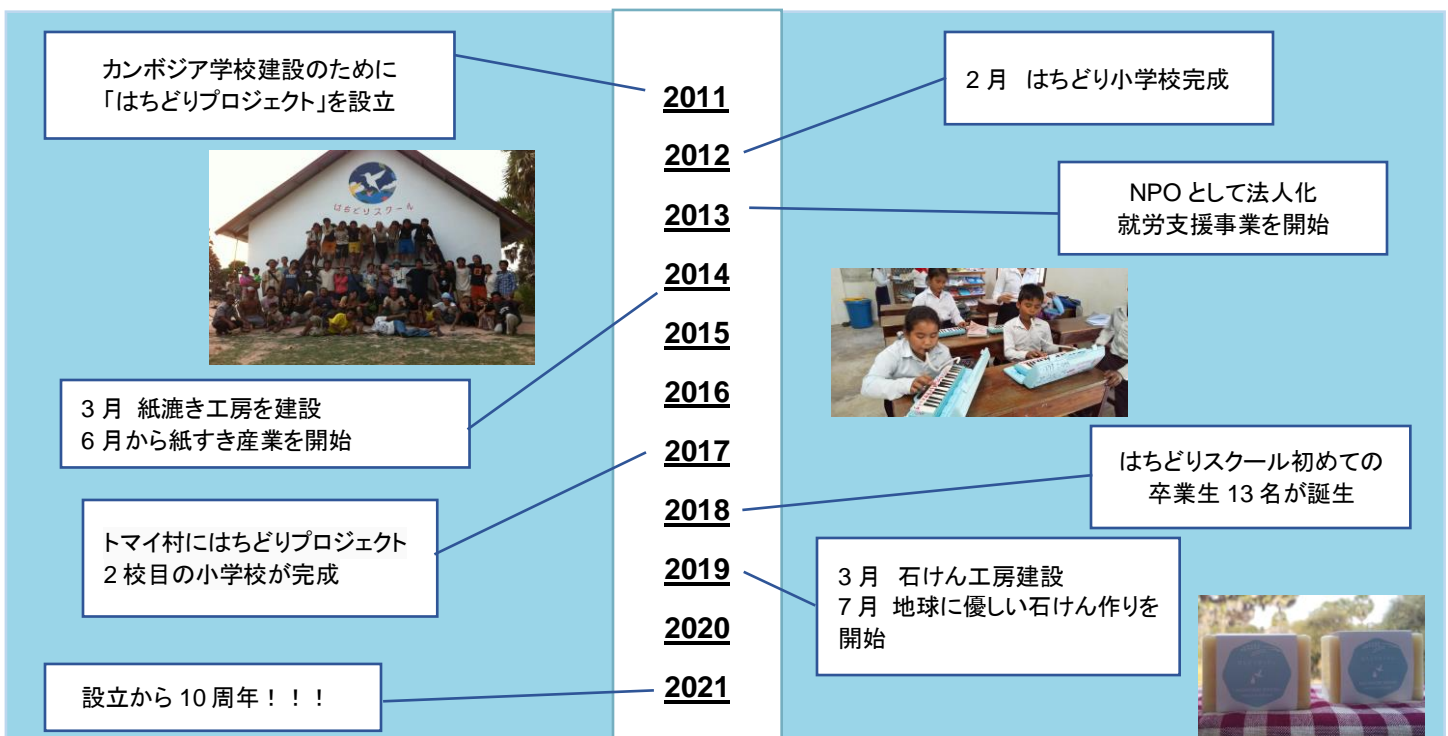 カンボジア学校建設のために
「はちどりプロジェクト」を設立
2011
2月 はちどり小学校完成
2012
はちどりスクール
NPOとして法人化
就労支援事業を開始
2013
2014
3月 紙漉き工房を建設
6月から紙すき産業を開始
2015
2016
2017
トマイ村にはちどりプロジェクト
2校目の小学校が完成
はちどりスクール初めての
卒業生13名が誕生
2018
2019
3月 石けん工房建設
7月 地球に優しい石けん作りを
開始
2020
2021
設立から10周年！！！